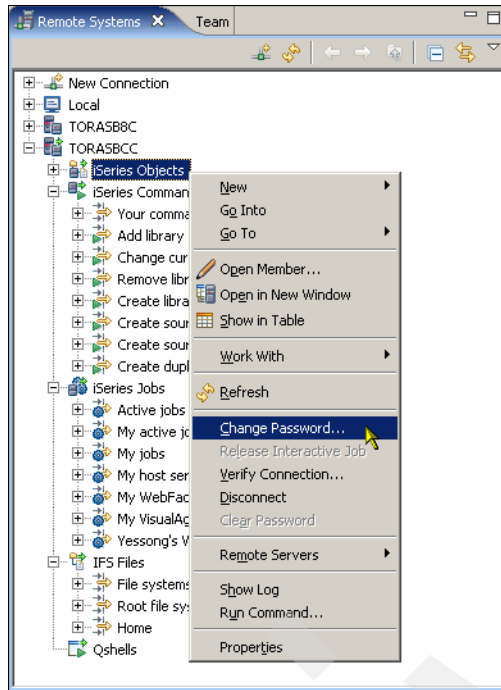 Remote Systems Team
New Connection
Local
TORASB8C
TORASBCC
iSeries Objects
iSeries Comman
Your comma
Add library
Change cur
Remove libr
Create libra
Create sour
Create sour
Create dupl
iSeries Jobs
Active jobs
My active jo
My jobs
My host ser
My WebFac
My VisualAg
Yessong's W
IFS Files
File systems
Root file sy
Home
Qshells
New
Go Into
Go To
Open Member...
Open in New Window
Show in Table
Work With
Refresh
Change Password...
Release Interactive Job
Verify Connection...
Disconnect
Clear Password
Remote Servers
Show Log
Run Command...
Properties